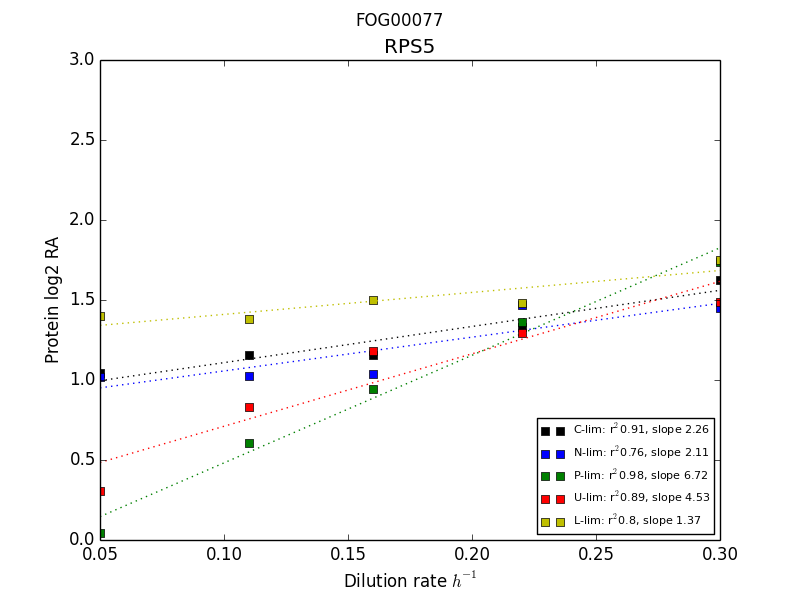 FOG00077
RPS5
3.0
2.5
2.0
1.5
1.0
0.5
0.0
Protein log2 RA
0.05
0.10
0.15
0.20
0.25
0.30
Dilution rate h⁻¹
C-lim: r² 0.91, slope 2.26
N-lim: r² 0.76, slope 2.11
P-lim: r² 0.98, slope 6.72
U-lim: r² 0.89, slope 4.53
L-lim: r² 0.8, slope 1.37